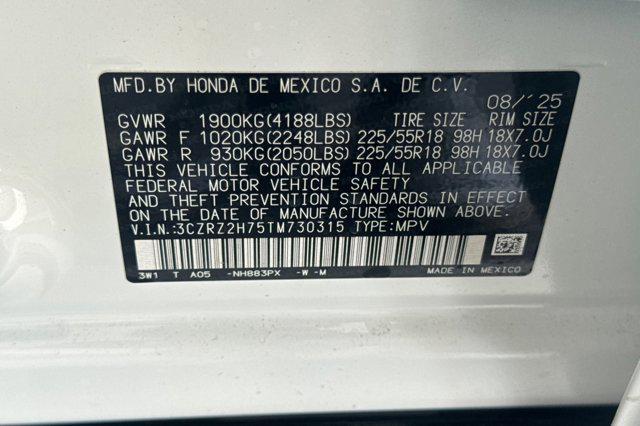 MFD.BY HONDA DE MEXICO S.A. DE C.V.
08/'25
GVWR 1900KG(4188LBS) TIRE SIZE RIM SIZE
GAWR F 1020KG(2248LBS) 225/55R18 98H 18X7.0J
GAWR R 930KG(2050LBS) 225/55R18 98H 18X7.0J
THIS VEHICLE CONFORMS TO ALL APPLICABLE
FEDERAL MOTOR VEHICLE SAFETY
AND THEFT PREVENTION STANDARDS IN EFFECT
ON THE DATE OF MANUFACTURE SHOWN ABOVE.
V.I.N.:3CZRZ2H75TM730315 TYPE:MPV
3W1 T A05 -NH883PX -W -M MADE IN MEXICO